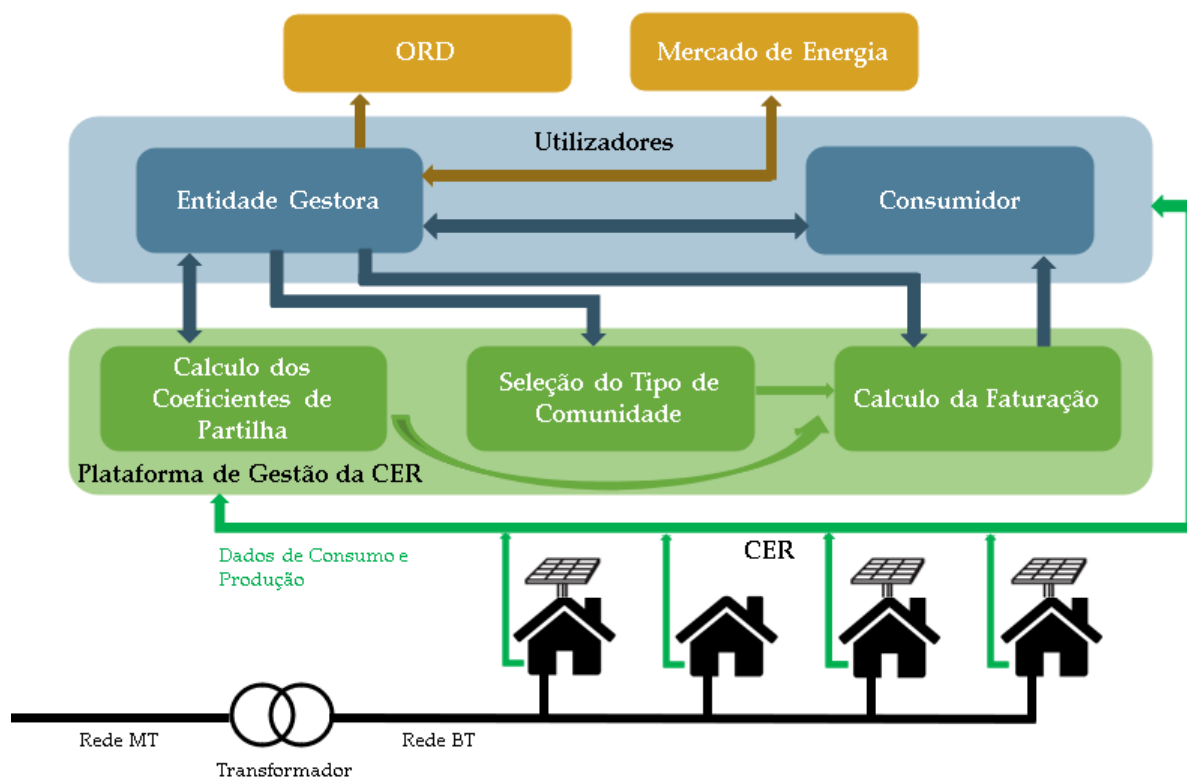 ORD
Mercado de Energia
Utilizadores
Entidade Gestora
Consumidor
Calculo dos
Coeficientes de
Partilha
Seleção do Tipo de
Comunidade
Calculo da Faturação
Plataforma de Gestão da CER
Dados de Consumo e
Produção
CER
Rede MT
Rede BT
Transformador